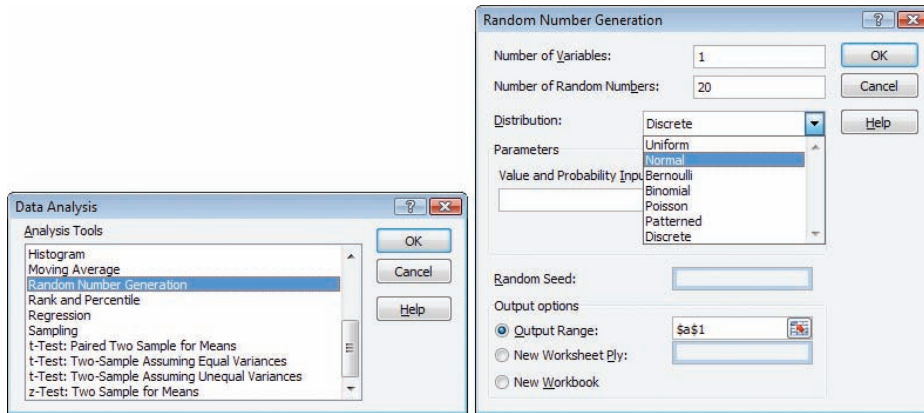 Data Analysis
Analysis Tools
Histogram
Moving Average
Random Number Generation
Rank and Percentile
Regression
Sampling
t-Test: Paired Two Sample for Means
t-Test: Two-Sample Assuming Equal Variances
t-Test: Two-Sample Assuming Unequal Variances
z-Test: Two Sample for Means
OK
Cancel
Help
Random Number Generation
Number of Variables: 1
Number of Random Numbers: 20
Distribution: Discrete
Uniform
Normal
Bernoulli
Binomial
Poisson
Patterned
Discrete
Parameters
Value and Probability Inpu
Random Seed:
Output options
Output Range: $a$1
New Worksheet Ply:
New Workbook
OK
Cancel
Help